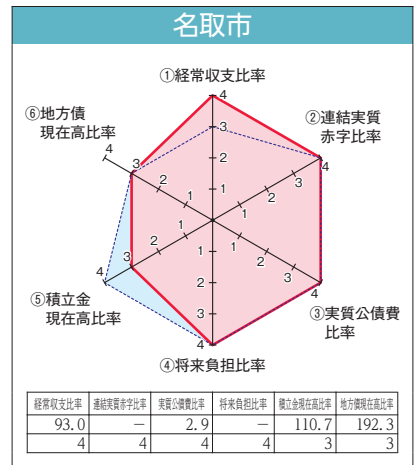 名取市
①経常収支比率
②連結実質
赤字比率
③実質公債費
比率
④将来負担比率
⑤積立金
現在高比率
⑥地方債
現在高比率
4
3
2
1
4
3
2
1
4
3
2
1
4
3
2
1
4
3
2
1
4
3
2
1
経常収支比率 連結実質赤字比率 実質公債費比率 将来負担比率 積立金現在高比率 地方債現在高比率
93.0 － 2.9 － 110.7 192.3
4 4 4 4 3 3